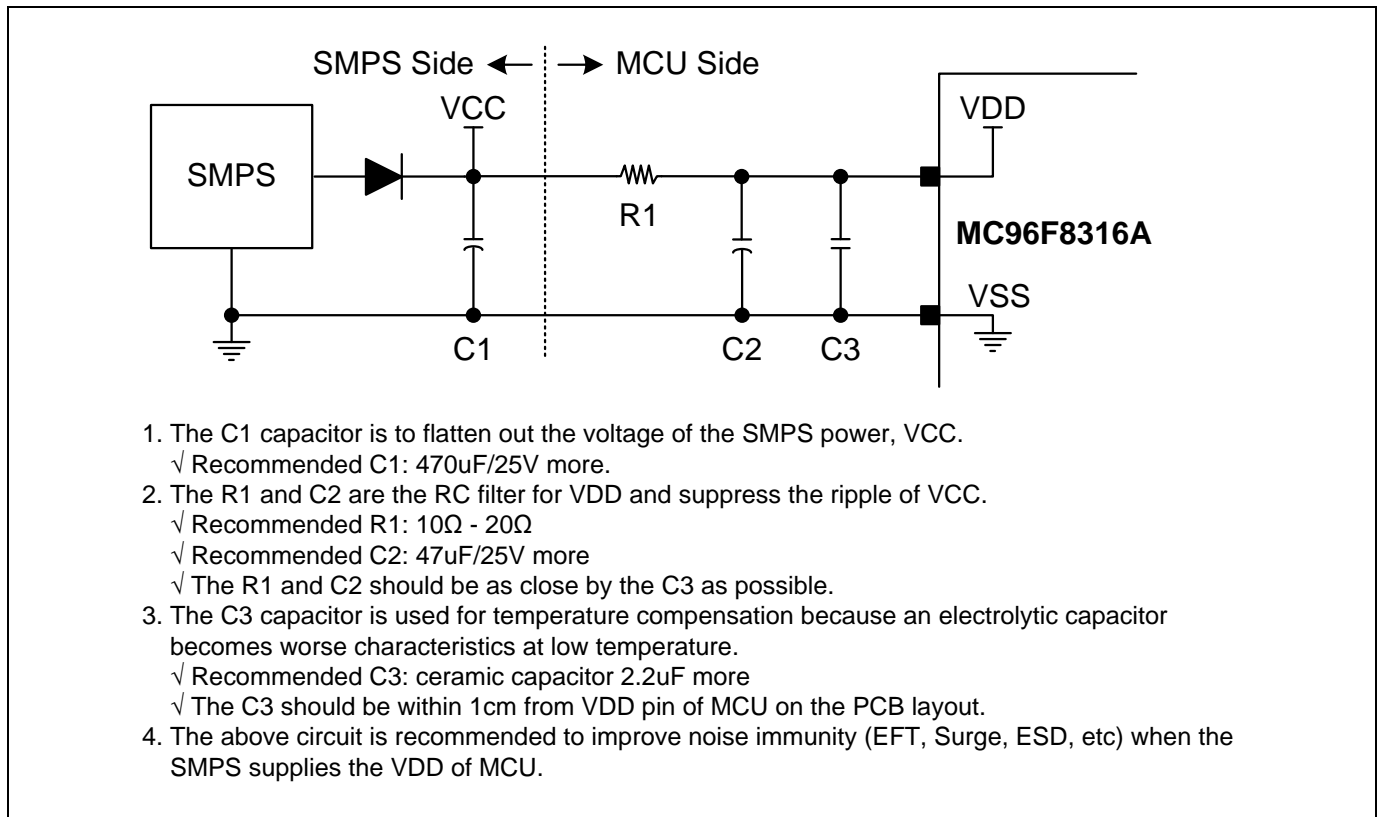 SMPS Side MCU Side
VCC
VDD
SMPS
R1
MC96F8316A
VSS
C1
C2
C3
1. The C1 capacitor is to flatten out the voltage of the SMPS power, VCC.
√ Recommended C1: 470uF/25V more.
2. The R1 and C2 are the RC filter for VDD and suppress the ripple of VCC.
√ Recommended R1: 10Ω - 20Ω
√ Recommended C2: 47uF/25V more
√ The R1 and C2 should be as close by the C3 as possible.
3. The C3 capacitor is used for temperature compensation because an electrolytic capacitor
becomes worse characteristics at low temperature.
√ Recommended C3: ceramic capacitor 2.2uF more
√ The C3 should be within 1cm from VDD pin of MCU on the PCB layout.
4. The above circuit is recommended to improve noise immunity (EFT, Surge, ESD, etc) when the
SMPS supplies the VDD of MCU.